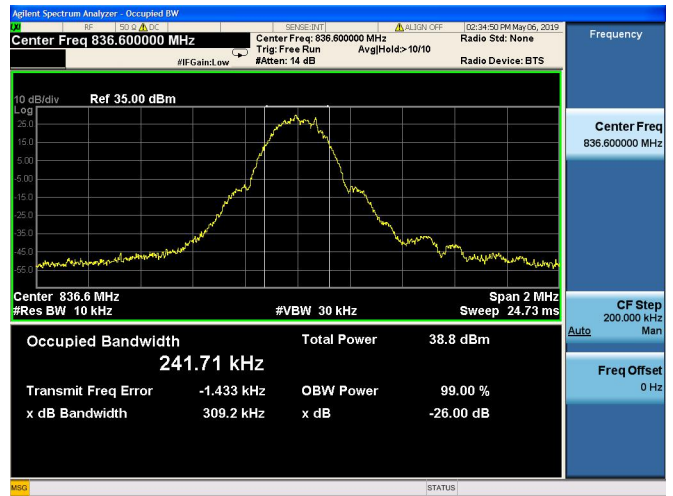 Agilent Spectrum Analyzer - Occupied BW
LXI RF 50 Ω DC SENSE:INT ALIGN OFF 02:34:50 PM May 06, 2019
Center Freq 836.600000 MHz
Center Freq: 836.600000 MHz
Radio Std: None
Trig: Free Run Avg|Hold:>10/10
#IFGain:Low #Atten: 14 dB Radio Device: BTS
10 dB/div Ref 35.00 dBm
Log
25.0
15.0
5.00
-5.00
-15.0
-25.0
-35.0
-45.0
-55.0
Center 836.6 MHz Span 2 MHz
#Res BW 10 kHz #VBW 30 kHz Sweep 24.73 ms
Occupied Bandwidth Total Power 38.8 dBm
241.71 kHz
Transmit Freq Error -1.433 kHz OBW Power 99.00 %
x dB Bandwidth 309.2 kHz x dB -26.00 dB
MSG STATUS
Frequency
Center Freq
836.600000 MHz
CF Step
200.000 kHz
Auto Man
Freq Offset
0 Hz